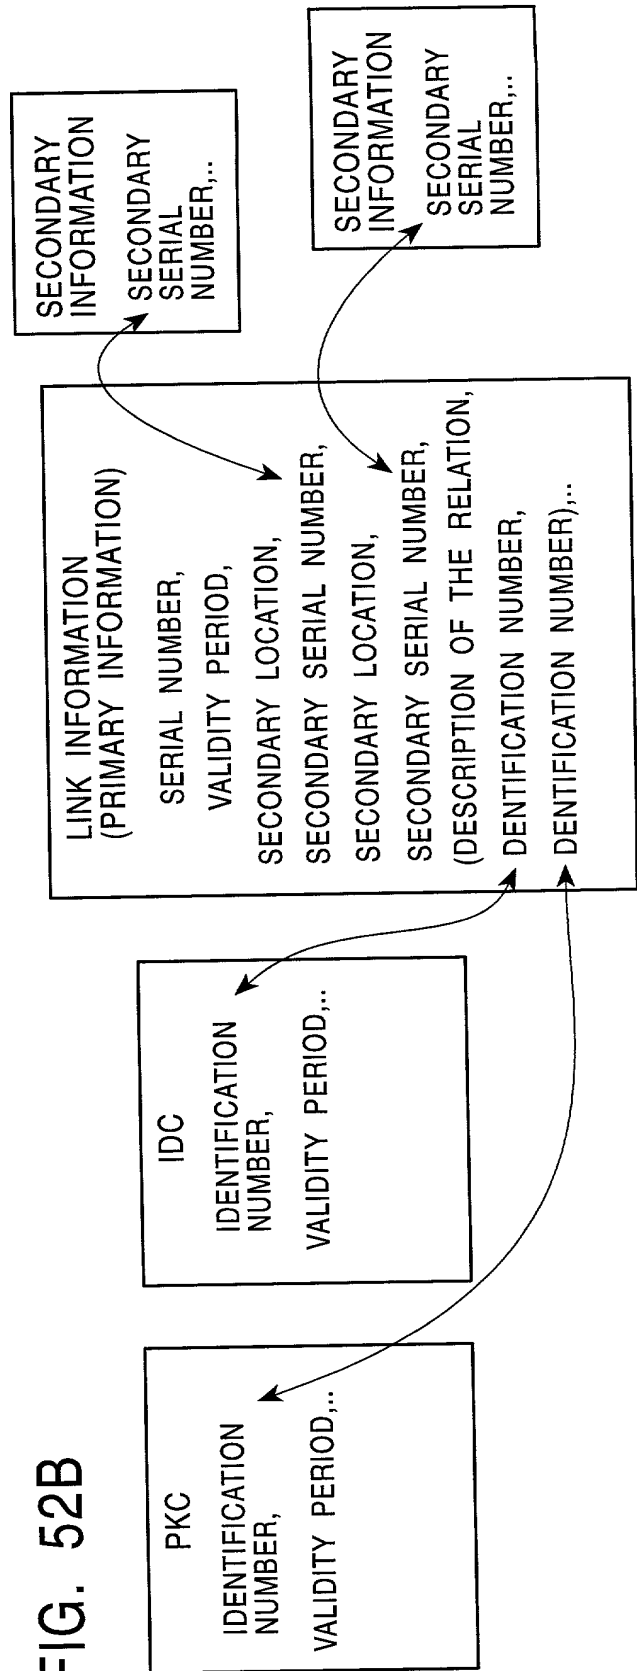 FIG. 52B
PKC
IDENTIFICATION
NUMBER,
VALIDITY PERIOD,..
IDC
IDENTIFICATION
NUMBER,
VALIDITY PERIOD,..
LINK INFORMATION
(PRIMARY INFORMATION)
SERIAL NUMBER,
VALIDITY PERIOD,
SECONDARY LOCATION,
SECONDARY SERIAL NUMBER,
SECONDARY LOCATION,
SECONDARY SERIAL NUMBER,
(DESCRIPTION OF THE RELATION,
DENTIFICATION NUMBER,
DENTIFICATION NUMBER),..
SECONDARY
INFORMATION
SECONDARY
SERIAL
NUMBER,..
SECONDARY
INFORMATION
SECONDARY
SERIAL
NUMBER,..